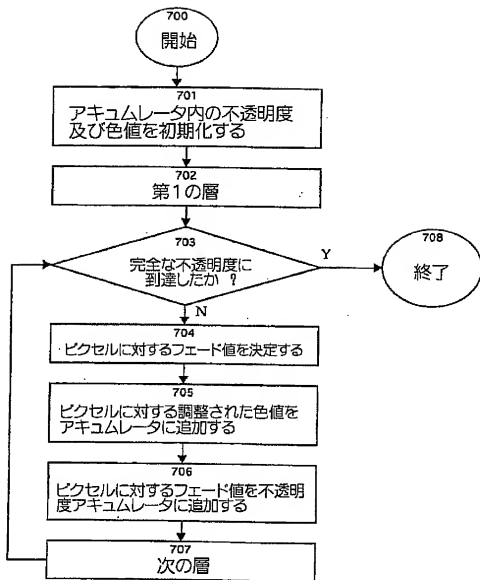 700
開始
701
アキュムレータ内の不透明度
及び色値を初期化する
702
第1の層
703
完全な不透明度に
到達したか ?
Y
708
終了
N
704
ピクセルに対するフェード値を決定する
705
ピクセルに対する調整された色値を
アキュムレータに追加する
706
ピクセルに対するフェード値を不透明
度アキュムレータに追加する
707
次の層